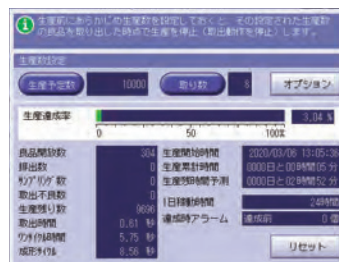 生産前にあらかじめ生産数を設定しておくと、その設定された生産数
の良品を取り出した時点で生産を停止(取出動作を停止)します。
生産数設定
生産予定数 10000 取り数 8 オプション
生産達成率 3.04 %
0 50 100%
良品開放数 304 生産開始時間 2020/03/06 13:05:36
排出数 0 生産累計時間 0000日と00時間05分
サンプリング数 0 生産残時間予測 0000日と02時間52分
取出不良数 0
生産残り数 9696 1日稼動時間 24時間
取出時間 0.61 秒 達成時アラーム 達成前 0 個
ワンサイクル時間 5.75 秒
成形サイクル 8.56 秒 リセット